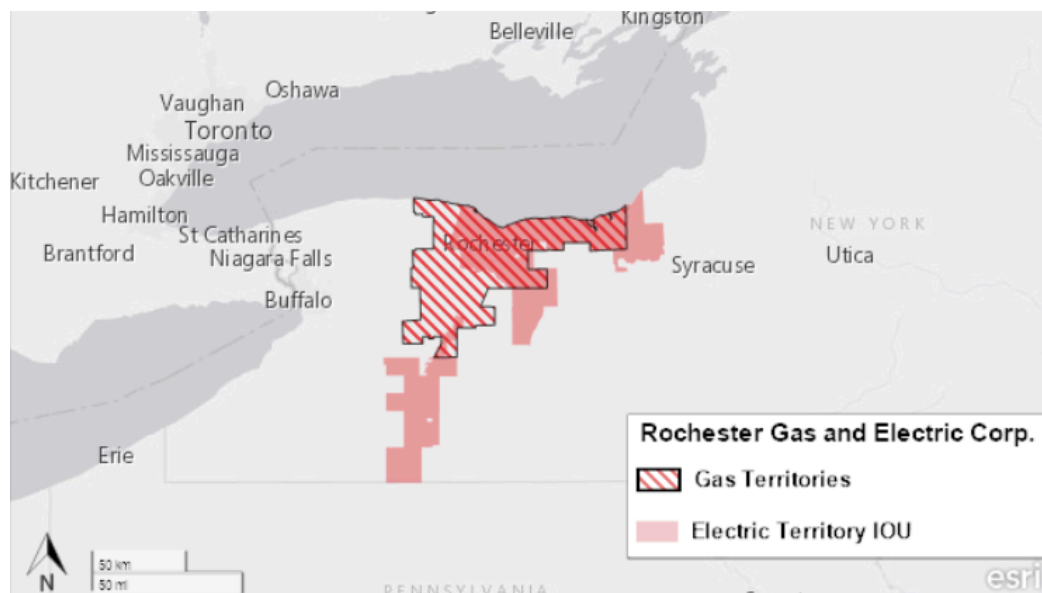 Kingston
Belleville
Oshawa
Vaughan
Toronto
Mississauga
Kitchener
Oakville
Hamilton
St Catharines
Brantford
Niagara Falls
Rochester
NEW YORK
Utica
Syracuse
Buffalo
Erie
Rochester Gas and Electric Corp.
Gas Territories
Electric Territory IOU
N
50 km
50 mi
PENNSYLVANIA
esri